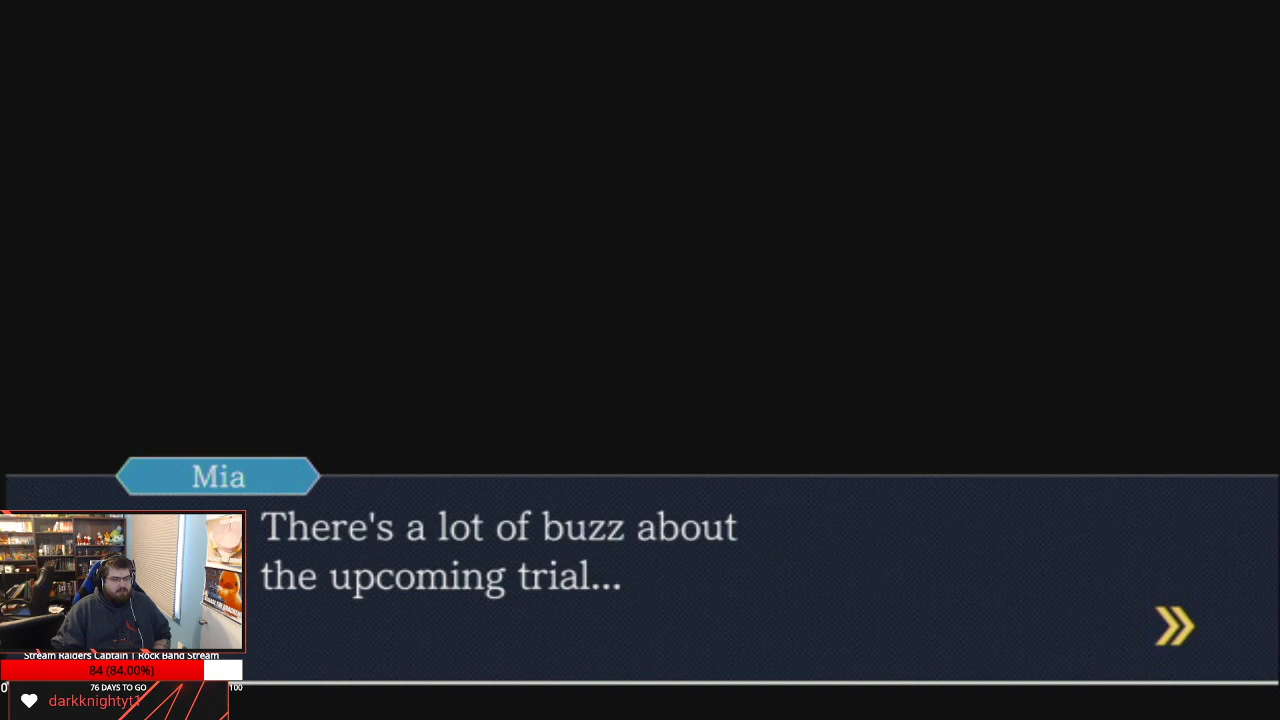 Mia
There's a lot of buzz about
the upcoming trial...
Stream Raiders Captain T Rock Band Stream
84 (84.00%)
0
76 DAYS TO GO
100
darkknightyt1